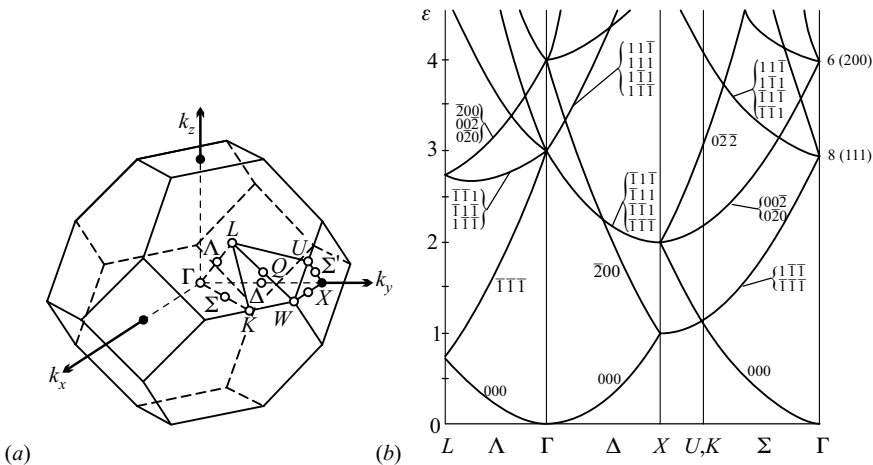 k_z
L
Λ
U
Σ'
Q
Γ
Δ
X
k_y
Σ
K
W
k_x
(a)
ε
4
3
2
1
0
1 1 1̅
1 1 1
1 1̅ 1
1 1̅ 1̅
2̅00
002̅
02̅0
1̅ 1̅ 1
1̅ 1 1̅
1 1̅ 1̅
1̅ 1̅ 1̅
1̅ 1 1̅
1̅ 1 1
1̅ 1̅ 1
1̅ 1̅ 1̅
2̅00
02̅2̅
1 1 1̅
1 1̅ 1
1̅ 1 1̅
1̅ 1̅ 1
002̅
02̅0
1 1̅ 1̅
1̅ 1̅ 1̅
000
000
000
6 (200)
8 (111)
L Λ Γ Δ X U,K Σ Γ
(b)